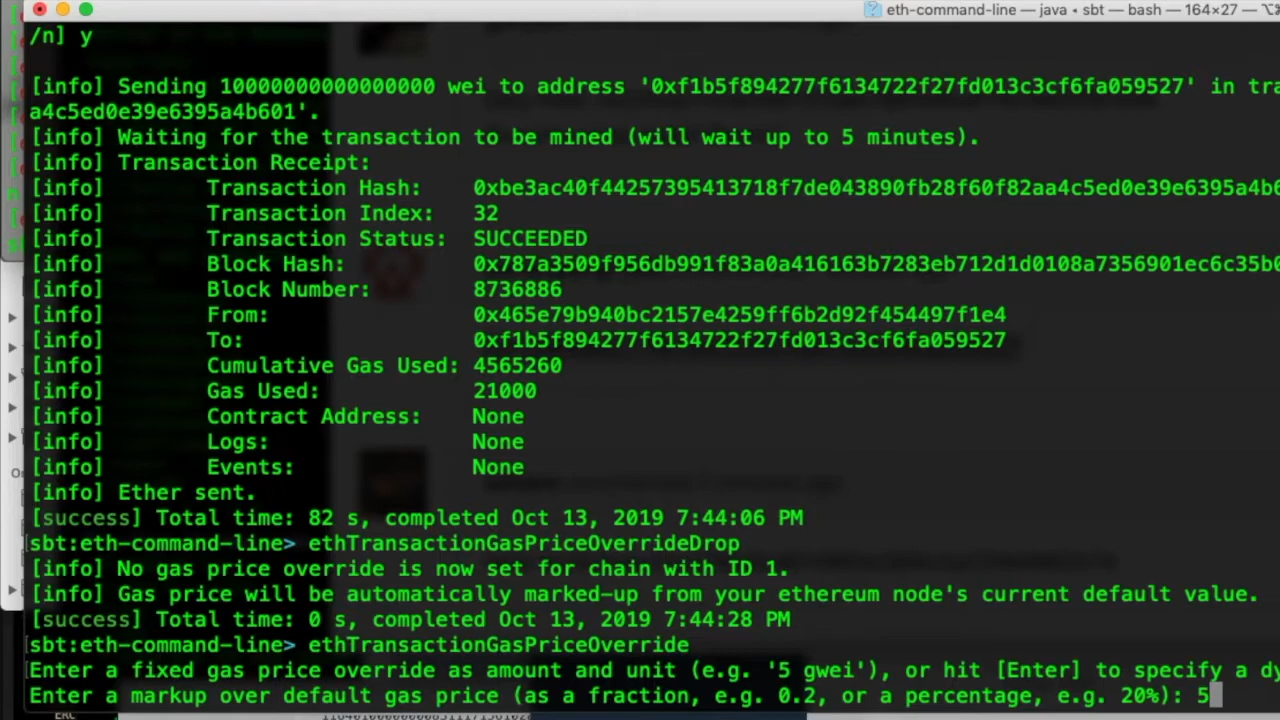 eth-command-line — java ◂ sbt — bash — 164×27 —
/n] y
[info] Sending 10000000000000000 wei to address '0xf1b5f894277f6134722f27fd013c3cf6fa059527' in tra
a4c5ed0e39e6395a4b601'.
[info] Waiting for the transaction to be mined (will wait up to 5 minutes).
[info] Transaction Receipt:
[info] Transaction Hash: 0xbe3ac40f44257395413718f7de043890fb28f60f82aa4c5ed0e39e6395a4b6
[info] Transaction Index: 32
[info] Transaction Status: SUCCEEDED
[info] Block Hash: 0x787a3509f956db991f83a0a416163b7283eb712d1d0108a7356901ec6c35b0
[info] Block Number: 8736886
[info] From: 0x465e79b940bc2157e4259ff6b2d92f454497f1e4
[info] To: 0xf1b5f894277f6134722f27fd013c3cf6fa059527
[info] Cumulative Gas Used: 4565260
[info] Gas Used: 21000
[info] Contract Address: None
[info] Logs: None
[info] Events: None
[info] Ether sent.
[success] Total time: 82 s, completed Oct 13, 2019 7:44:06 PM
sbt:eth-command-line> ethTransactionGasPriceOverrideDrop
[info] No gas price override is now set for chain with ID 1.
[info] Gas price will be automatically marked-up from your ethereum node's current default value.
[success] Total time: 0 s, completed Oct 13, 2019 7:44:28 PM
sbt:eth-command-line> ethTransactionGasPriceOverride
Enter a fixed gas price override as amount and unit (e.g. '5 gwei'), or hit [Enter] to specify a dy
Enter a markup over default gas price (as a fraction, e.g. 0.2, or a percentage, e.g. 20%): 5